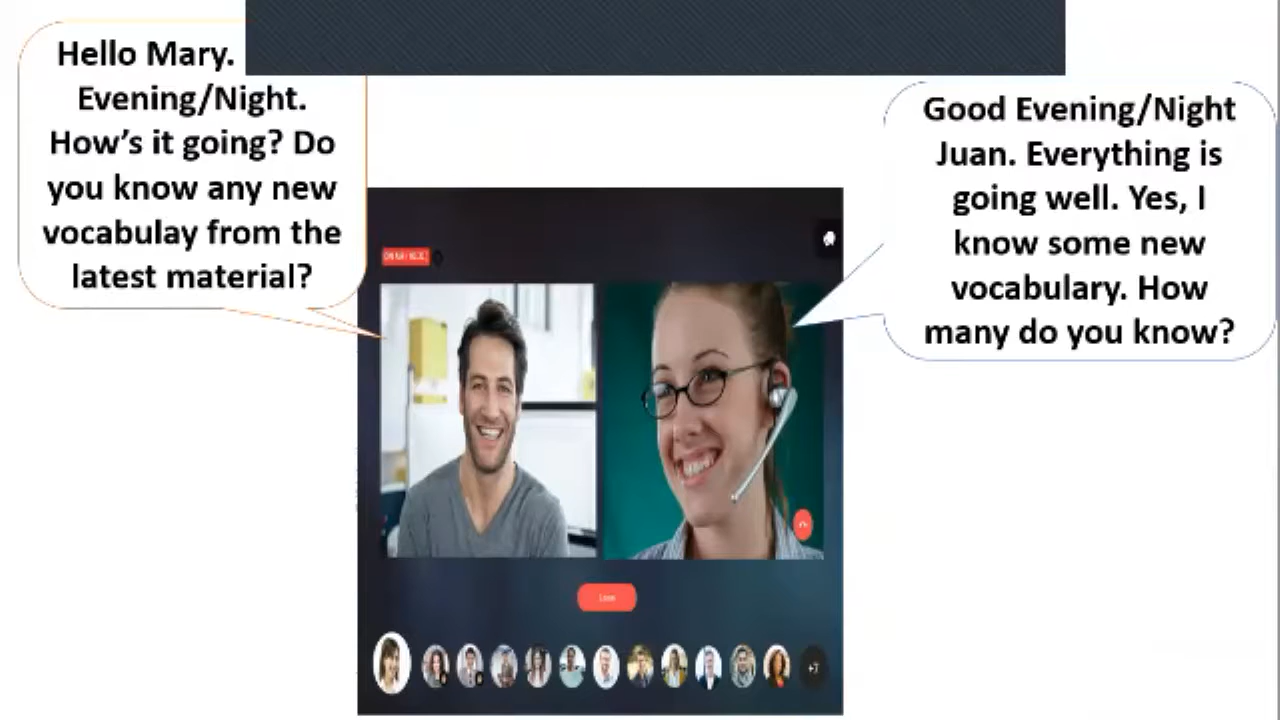 Hello Mary.
Evening/Night.
How's it going? Do
you know any new
vocabulay from the
latest material?
Good Evening/Night
Juan. Everything is
going well. Yes, I
know some new
vocabulary. How
many do you know?
+7